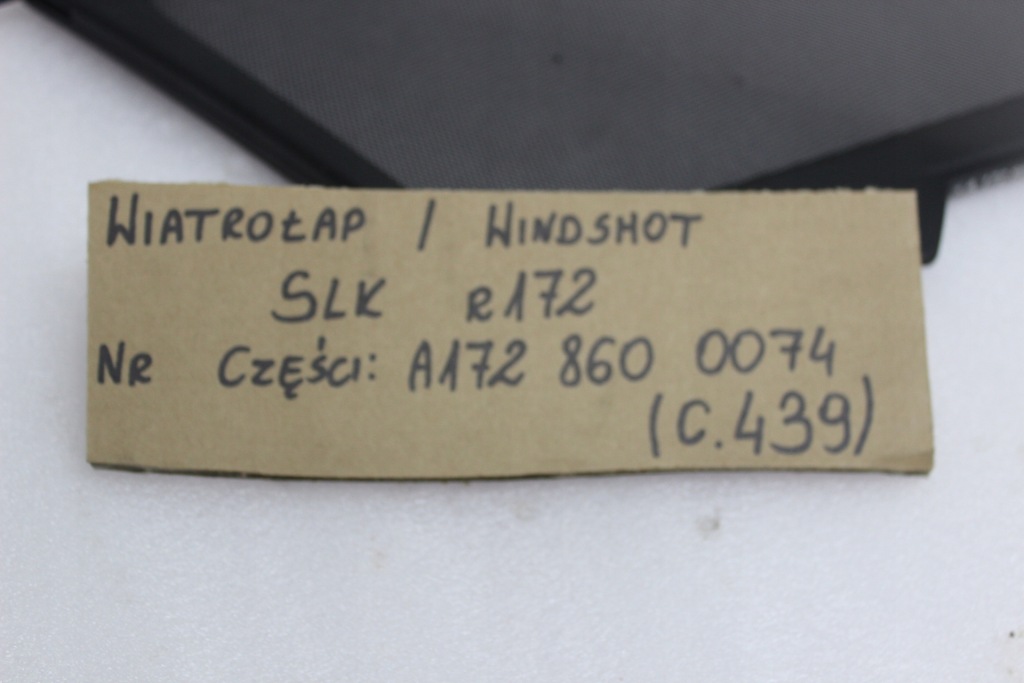 WIATROŁAP / WINDSHOT
SLK R172
NR CZĘŚCI: A172 860 0074
(C.439)